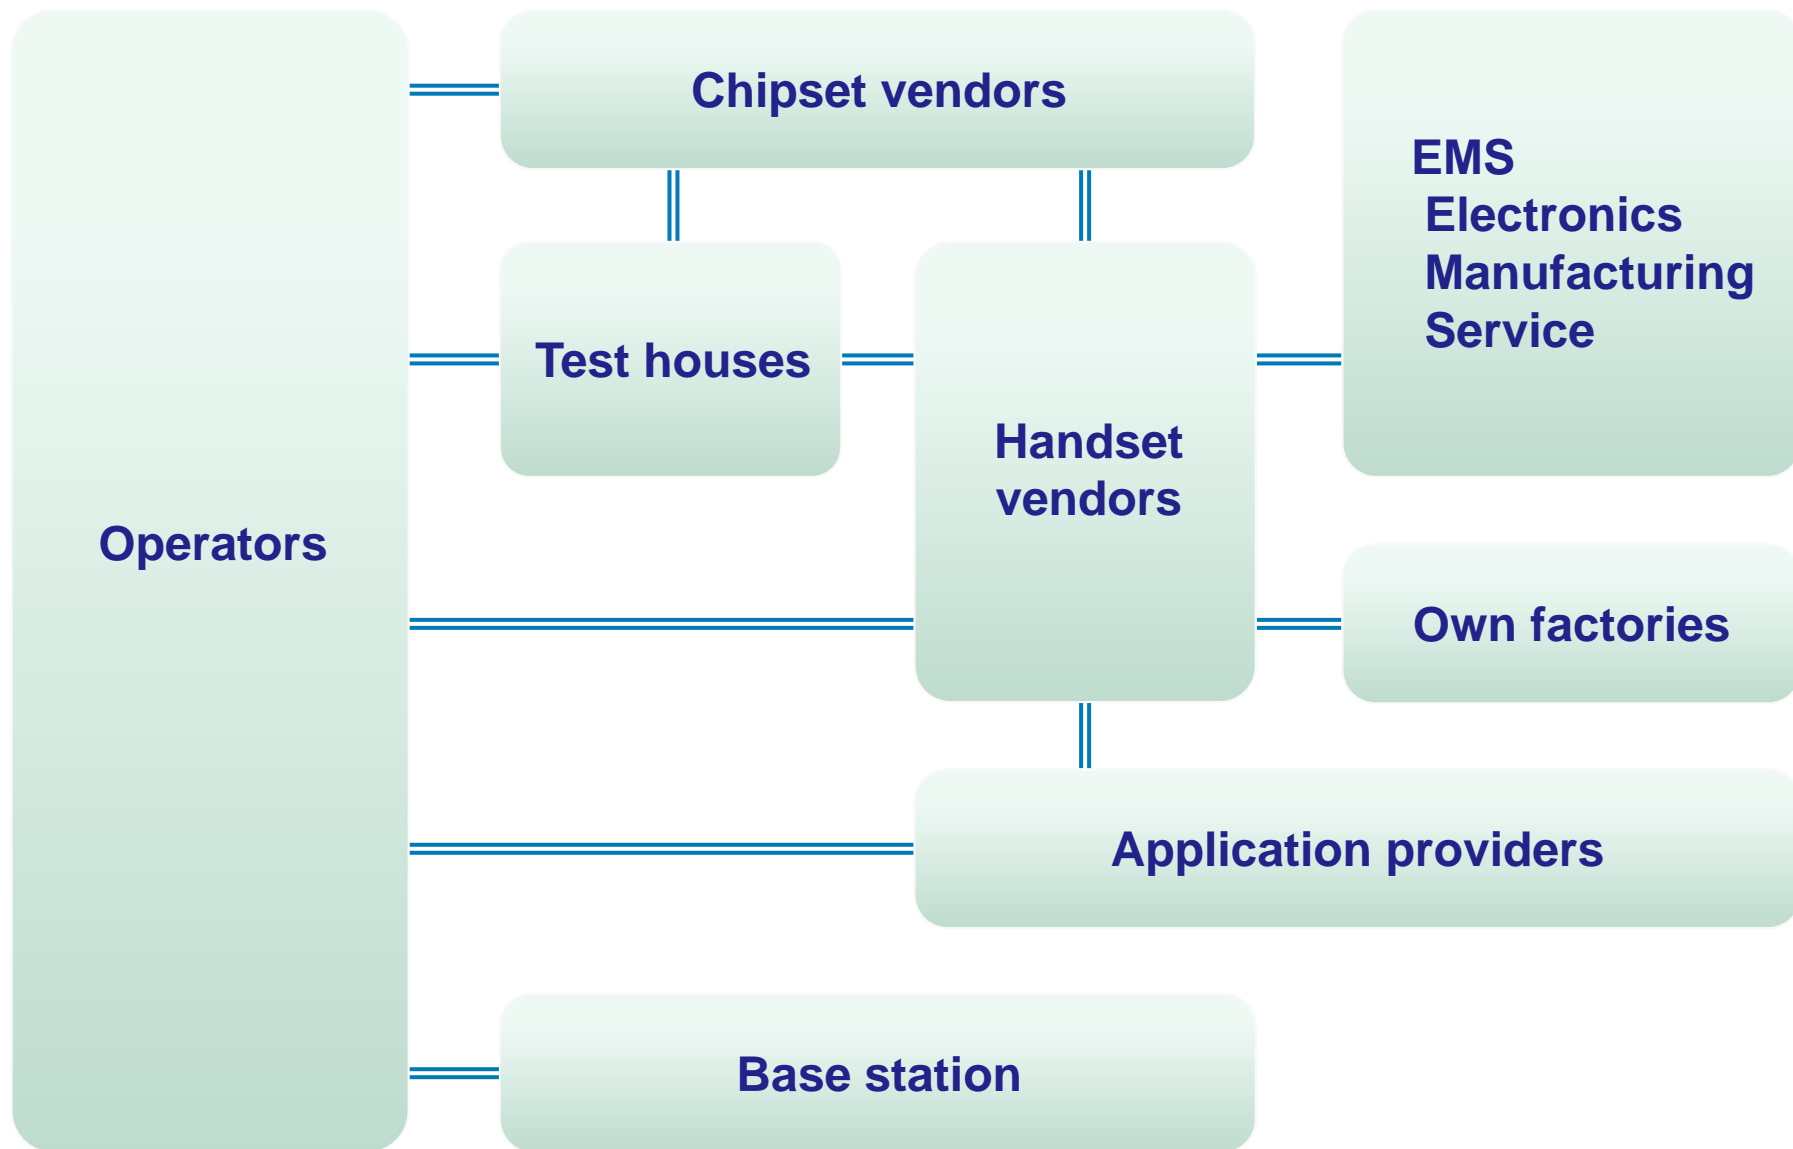 Chipset vendors
EMS
Electronics
Manufacturing
Service
Test houses
Handset
vendors
Operators
Own factories
Application providers
Base station